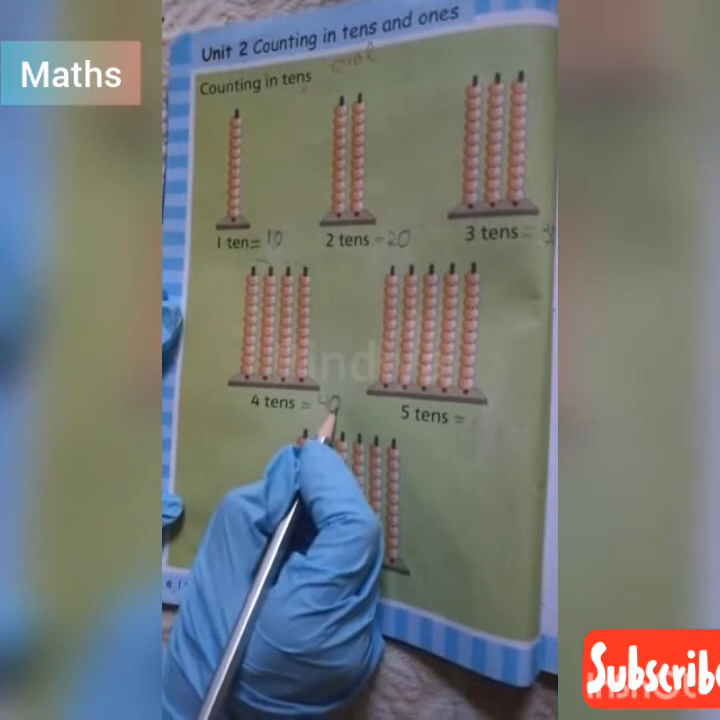 Maths
Unit 2 Counting in tens and ones
oral
Counting in tens
1 ten = 10
2 tens = 20
3 tens =
4 tens = 40
5 tens =
Subscribe